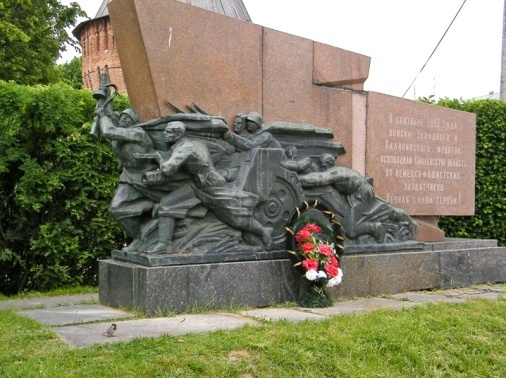 В сентябре 1943 года
войска Западного и
Калининского фронтов
освободили Смоленскую область
от немецко-фашистских
захватчиков
Вечная слава героям!